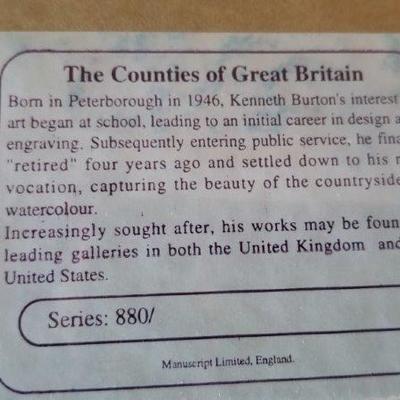 The Counties of Great Britain
Born in Peterborough in 1946, Kenneth Burton's interest
art began at school, leading to an initial career in design a
engraving. Subsequently entering public service, he fina
"retired" four years ago and settled down to his r
vocation, capturing the beauty of the countryside
watercolour.
Increasingly sought after, his works may be foun
leading galleries in both the United Kingdom and
United States.
Series: 880/
Manuscript Limited, England.